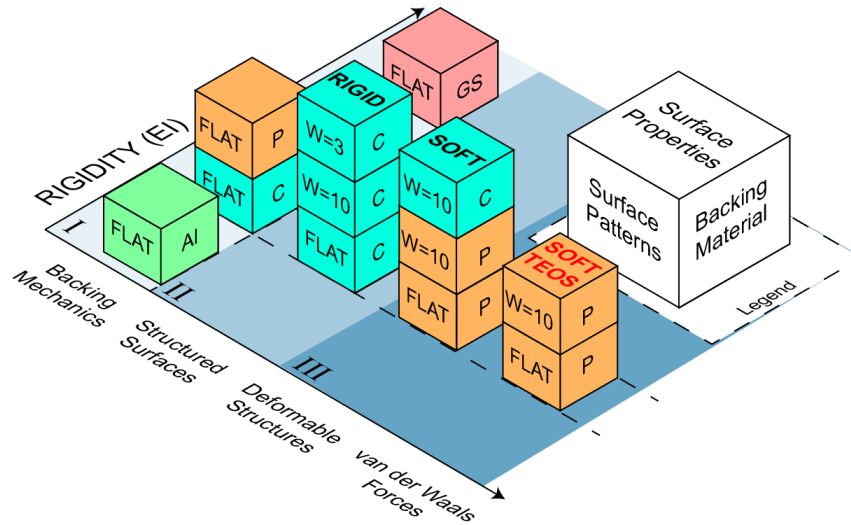 RIGIDITY (EI)
FLAT
GS
FLAT
P
FLAT
C
RIGID
W=3
C
W=10
C
FLAT
C
SOFT
W=10
C
W=10
P
FLAT
P
SOFT
TEOS
W=10
P
FLAT
P
FLAT
Al
Surface
Properties
Surface
Patterns
Backing
Material
Legend
I
Backing
Mechanics
II
Structured
Surfaces
III
Deformable
Structures
van der Waals
Forces